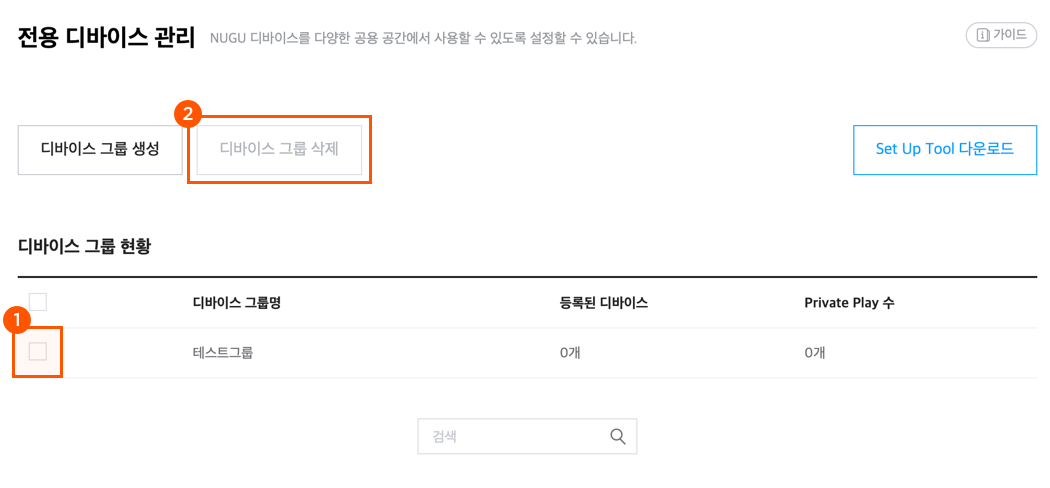 전용 디바이스 관리 NUGU 디바이스를 다양한 공용 공간에서 사용할 수 있도록 설정할 수 있습니다. 가이드
2
디바이스 그룹 생성 디바이스 그룹 삭제 Set Up Tool 다운로드
디바이스 그룹 현황
디바이스 그룹명 등록된 디바이스 Private Play 수
1
테스트그룹 0개 0개
검색